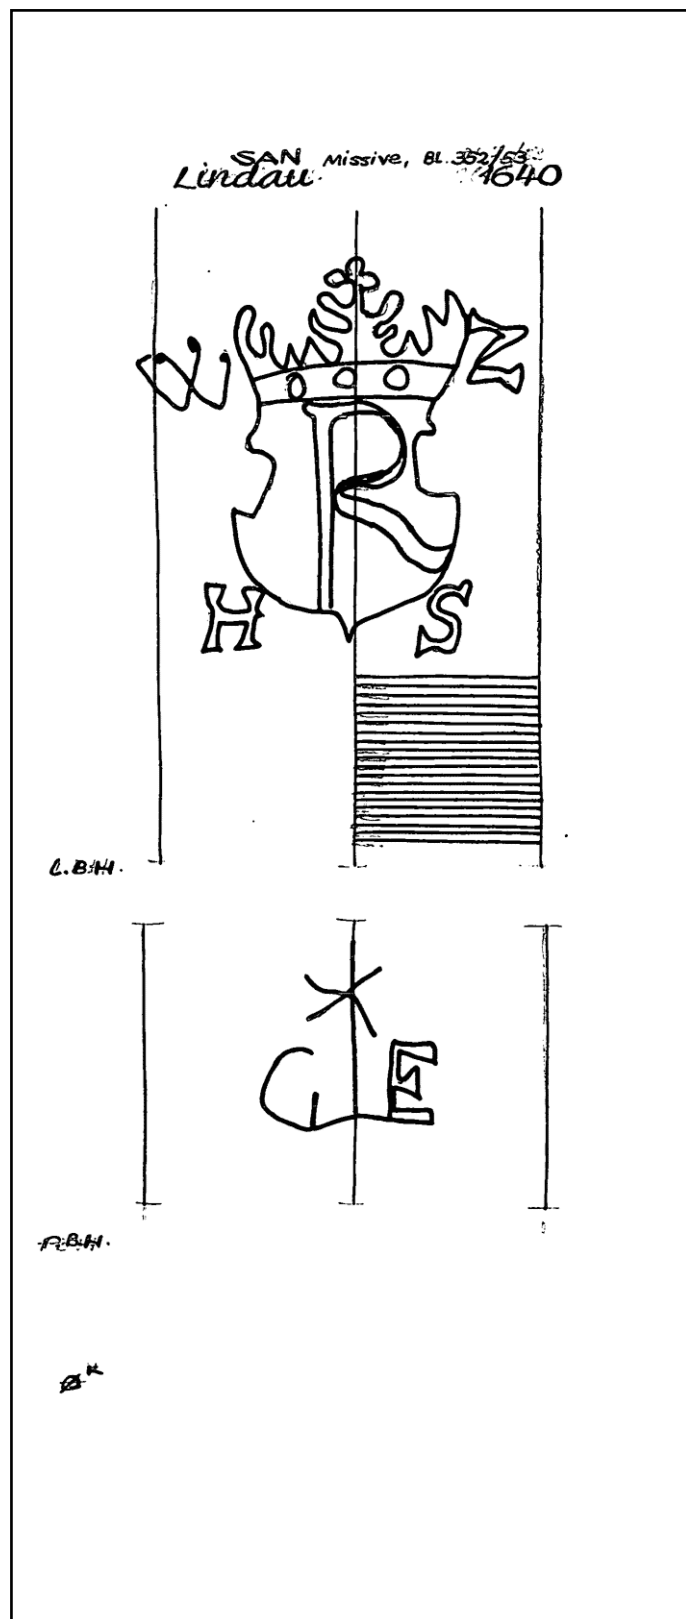 SAN Missive, Bl. 352/53
Lindau 1640
W Z
R
H S
L.B.H.
G E
r.B.H.